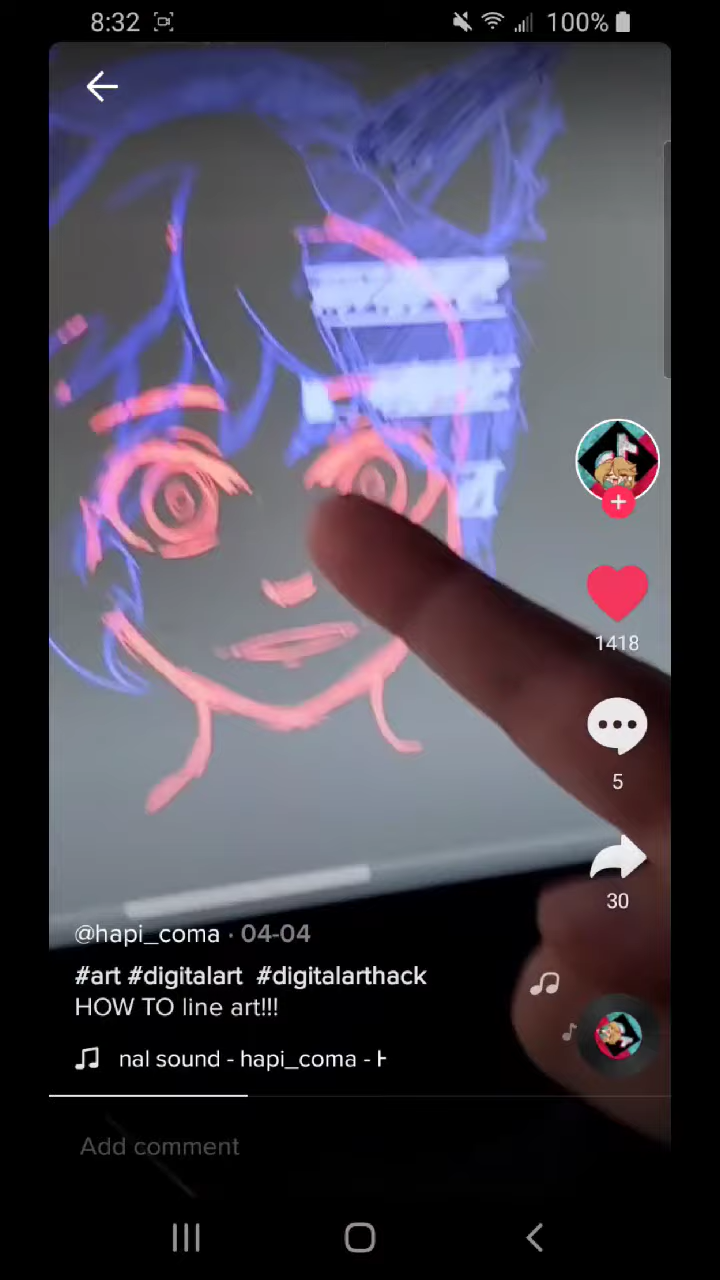 8:32
100%
1418
5
30
@hapi_coma · 04-04
#art #digitalart #digitalarthack
HOW TO line art!!!
nal sound - hapi_coma - H
Add comment